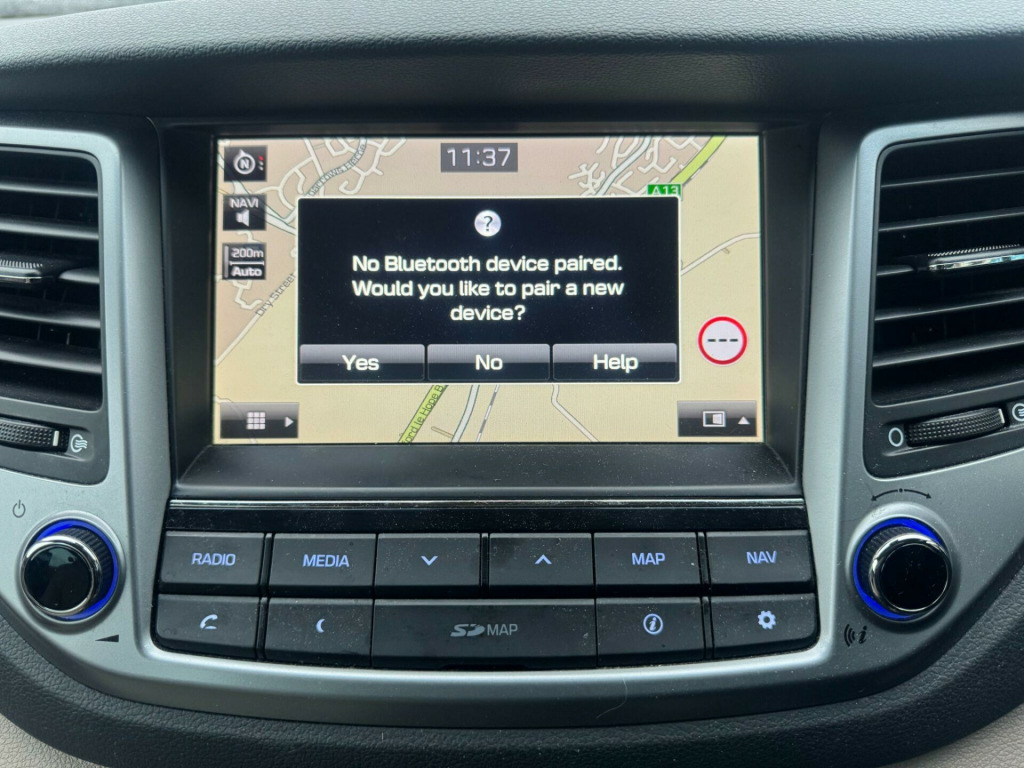 11:37
N
A13
NAVI
200m
Auto
?
No Bluetooth device paired.
Would you like to pair a new
device?
Yes
No
Help
---
RADIO
MEDIA
MAP
NAV
SD MAP
i
i